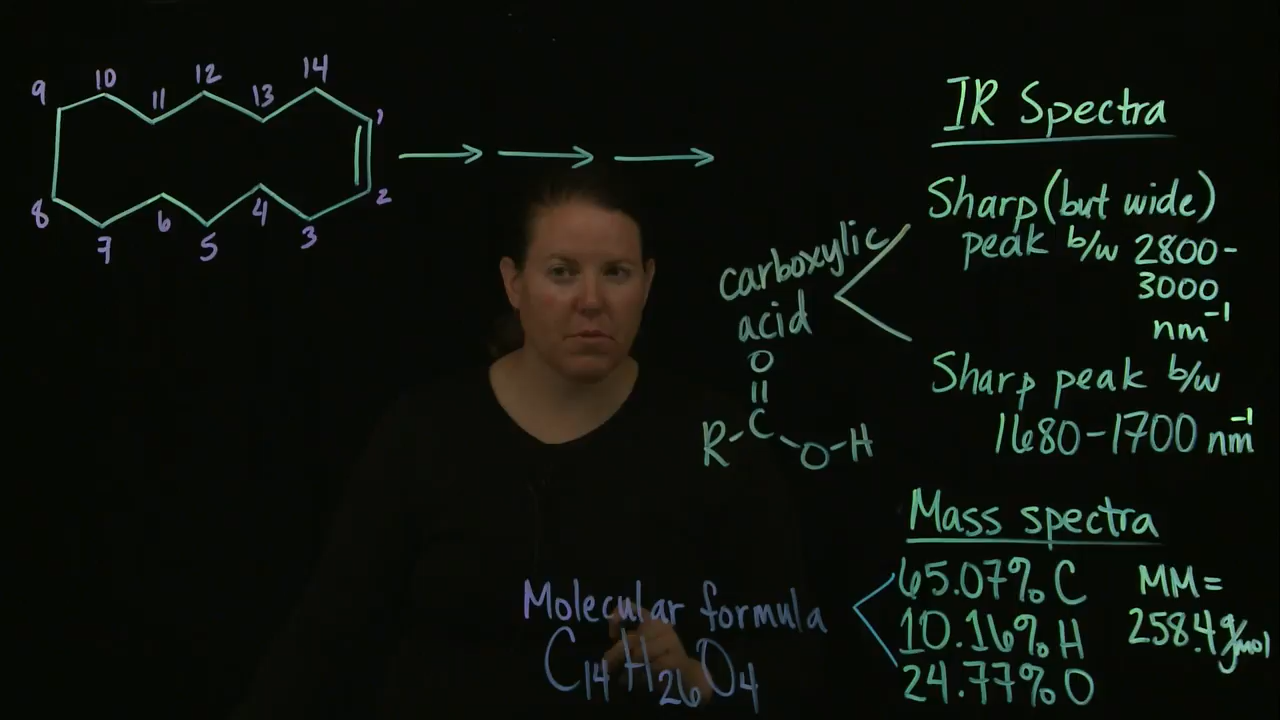 9 10 11 12 13 14 1
8 7 6 5 4 3 2
IR Spectra
Sharp (but wide)
peak b/w 2800-
3000
nm⁻¹
Sharp peak b/w
1680-1700 nm⁻¹
carboxylic
acid
O
R-C
O-H
Mass spectra
65.07% C
10.16% H
24.77% O
MM=
258.4 g/mol
Molecular formula
C₁₄H₂₆O₄